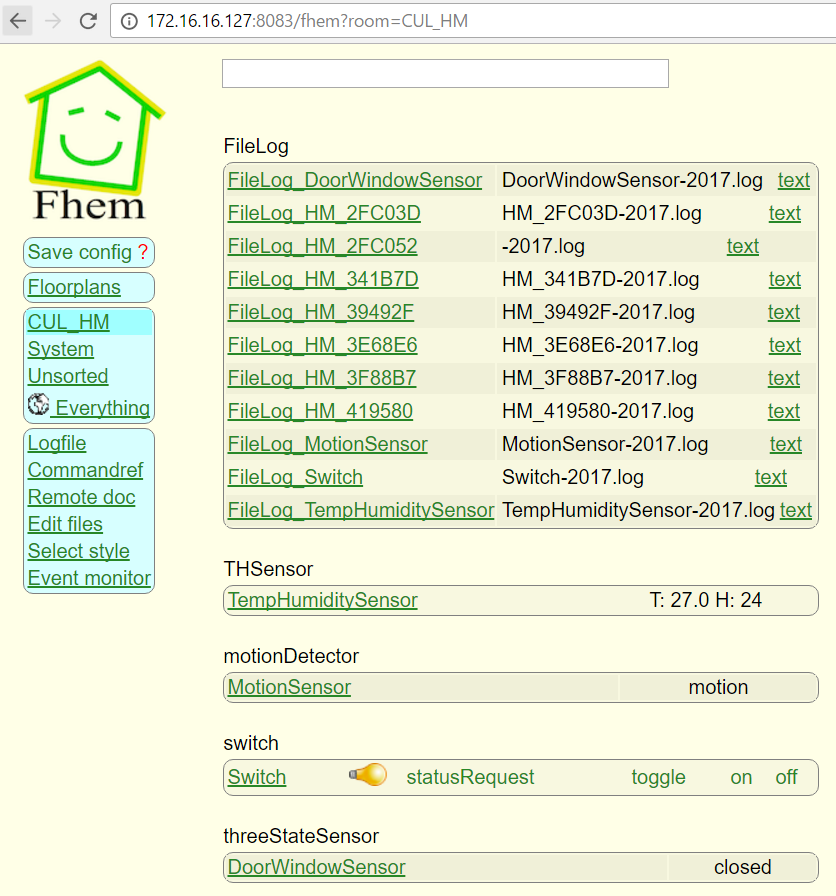 172.16.16.127:8083/fhem?room=CUL_HM
Fhem
Save config ?
Floorplans
CUL_HM
System
Unsorted
Everything
Logfile
Commandref
Remote doc
Edit files
Select style
Event monitor
FileLog
FileLog_DoorWindowSensor DoorWindowSensor-2017.log text
FileLog_HM_2FC03D HM_2FC03D-2017.log text
FileLog_HM_2FC052 -2017.log text
FileLog_HM_341B7D HM_341B7D-2017.log text
FileLog_HM_39492F HM_39492F-2017.log text
FileLog_HM_3E68E6 HM_3E68E6-2017.log text
FileLog_HM_3F88B7 HM_3F88B7-2017.log text
FileLog_HM_419580 HM_419580-2017.log text
FileLog_MotionSensor MotionSensor-2017.log text
FileLog_Switch Switch-2017.log text
FileLog_TempHumiditySensor TempHumiditySensor-2017.log text
THSensor
TempHumiditySensor T: 27.0 H: 24
motionDetector
MotionSensor motion
switch
Switch statusRequest toggle on off
threeStateSensor
DoorWindowSensor closed